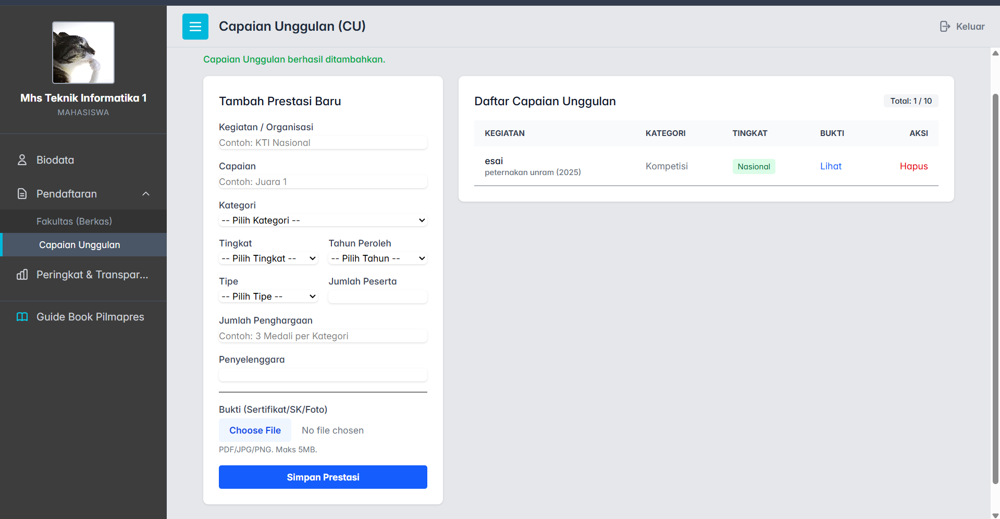 Mhs Teknik Informatika 1
MAHASISWA
Biodata
Pendaftaran
Fakultas (Berkas)
Capaian Unggulan
Peringkat & Transpar...
Guide Book Pilmapres
Capaian Unggulan (CU)
Keluar
Capaian Unggulan berhasil ditambahkan.
Tambah Prestasi Baru
Kegiatan / Organisasi
Contoh: KTI Nasional
Capaian
Contoh: Juara 1
Kategori
-- Pilih Kategori --
Tingkat Tahun Peroleh
-- Pilih Tingkat -- -- Pilih Tahun --
Tipe Jumlah Peserta
-- Pilih Tipe --
Jumlah Penghargaan
Contoh: 3 Medali per Kategori
Penyelenggara
Bukti (Sertifikat/SK/Foto)
Choose File No file chosen
PDF/JPG/PNG. Maks 5MB.
Simpan Prestasi
Daftar Capaian Unggulan Total: 1 / 10
KEGIATAN KATEGORI TINGKAT BUKTI AKSI
esai Kompetisi Nasional Lihat Hapus
peternakan unram (2025)